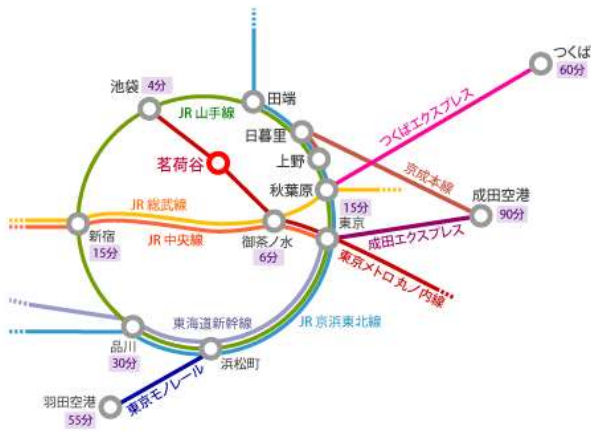 つくば
60分
池袋 4分
田端
JR 山手線
つくばエクスプレス
日暮里
茗荷谷
上野
京成本線
秋葉原
成田空港
90分
15分
JR 総武線
東京
成田エクスプレス
新宿
15分
JR 中央線
御茶ノ水
6分
東京メトロ 丸ノ内線
東海道新幹線
JR 京浜東北線
品川
30分
浜松町
東京モノレール
羽田空港
55分